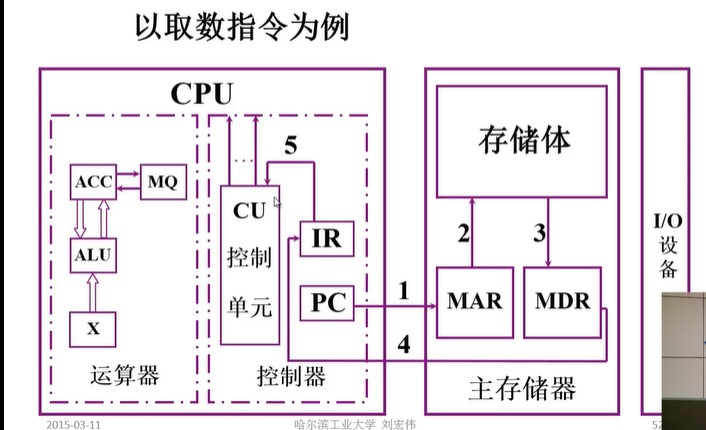 以取数指令为例
CPU
ACC
MQ
ALU
X
运算器
…
5
CU
控制
单元
IR
PC
控制器
1
4
存储体
2
3
MAR
MDR
主存储器
I/O
设
备
2015-03-11
哈尔滨工业大学 刘宏伟
52